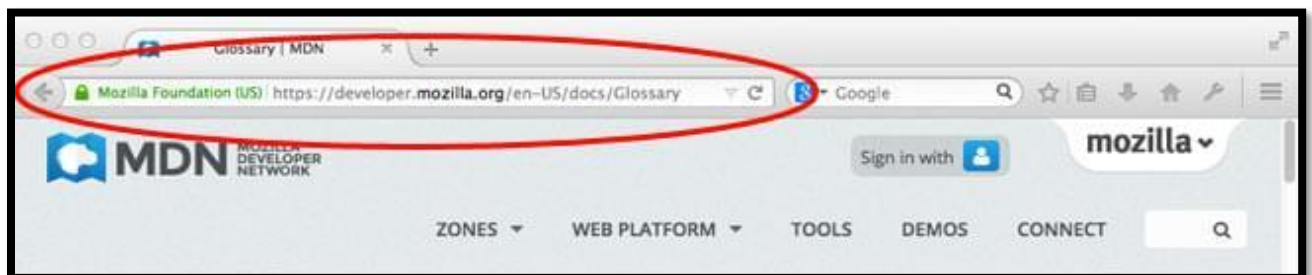 Glossary | MDN
Mozilla Foundation (US) https://developer.mozilla.org/en-US/docs/Glossary Google
MDN MOZILLA DEVELOPER NETWORK Sign in with mozilla
ZONES WEB PLATFORM TOOLS DEMOS CONNECT